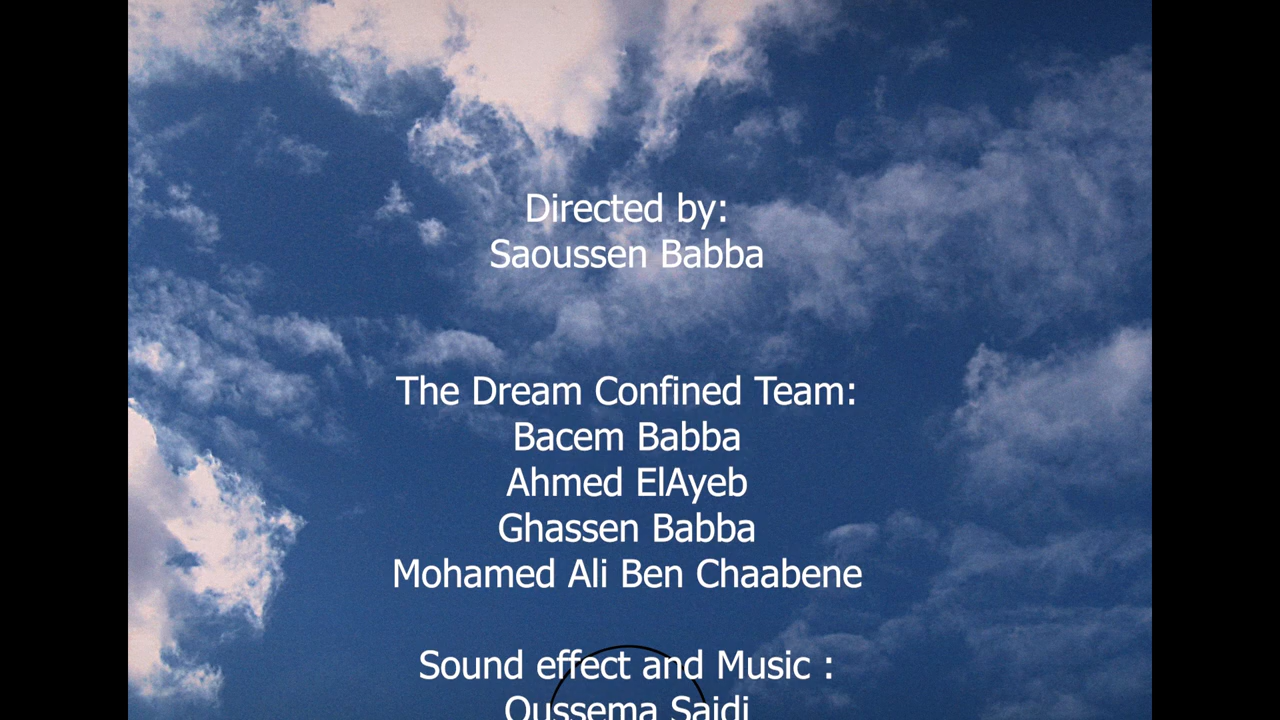 Directed by:
Saoussen Babba
The Dream Confined Team:
Bacem Babba
Ahmed ElAyeb
Ghassen Babba
Mohamed Ali Ben Chaabene
Sound effect and Music :
Oussema Saidi